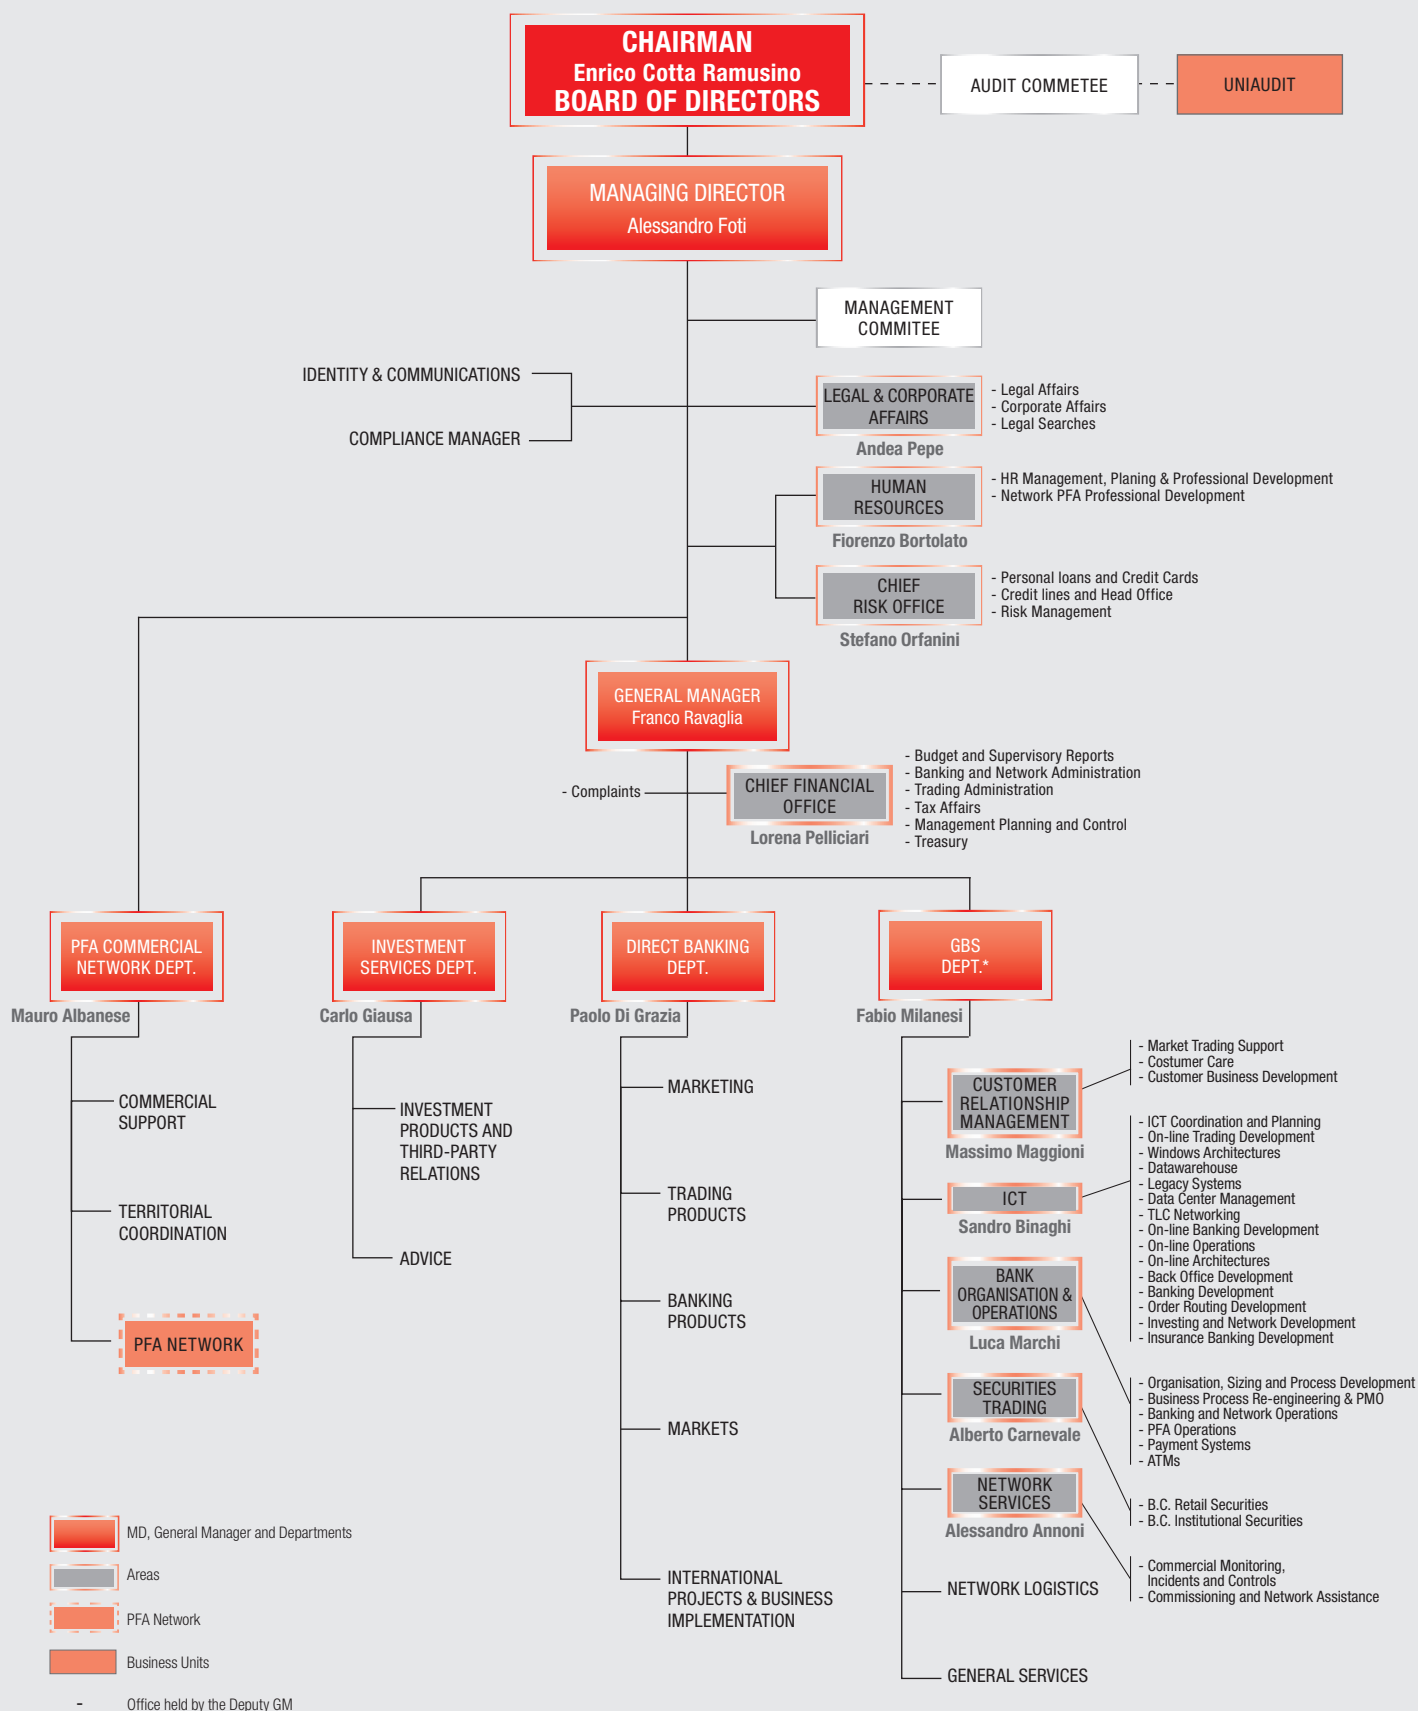 CHAIRMAN
Enrico Cotta Ramusino
BOARD OF DIRECTORS
AUDIT COMMETEE
UNIAUDIT
MANAGING DIRECTOR
Alessandro Foti
MANAGEMENT
COMMITEE
IDENTITY & COMMUNICATIONS
COMPLIANCE MANAGER
LEGAL & CORPORATE
AFFAIRS
Andea Pepe
- Legal Affairs
- Corporate Affairs
- Legal Searches
HUMAN
RESOURCES
Fiorenzo Bortolato
- HR Management, Planing & Professional Development
- Network PFA Professional Development
CHIEF
RISK OFFICE
Stefano Orfanini
- Personal loans and Credit Cards
- Credit lines and Head Office
- Risk Management
GENERAL MANAGER
Franco Ravaglia
- Complaints
CHIEF FINANCIAL
OFFICE
Lorena Pelliciari
- Budget and Supervisory Reports
- Banking and Network Administration
- Trading Administration
- Tax Affairs
- Management Planning and Control
- Treasury
PFA COMMERCIAL
NETWORK DEPT.
Mauro Albanese
COMMERCIAL
SUPPORT
TERRITORIAL
COORDINATION
PFA NETWORK
INVESTMENT
SERVICES DEPT.
Carlo Giausa
INVESTMENT
PRODUCTS AND
THIRD-PARTY
RELATIONS
ADVICE
DIRECT BANKING
DEPT.
Paolo Di Grazia
MARKETING
TRADING
PRODUCTS
BANKING
PRODUCTS
MARKETS
INTERNATIONAL
PROJECTS & BUSINESS
IMPLEMENTATION
GBS
DEPT.*
Fabio Milanesi
CUSTOMER
RELATIONSHIP
MANAGEMENT
Massimo Maggioni
- Market Trading Support
- Costumer Care
- Customer Business Development
ICT
Sandro Binaghi
- ICT Coordination and Planning
- On-line Trading Development
- Windows Architectures
- Datawarehouse
- Legacy Systems
- Data Center Management
- TLC Networking
- On-line Banking Development
- On-line Operations
- On-line Architectures
- Back Office Development
- Banking Development
- Order Routing Development
- Investing and Network Development
- Insurance Banking Development
BANK
ORGANISATION &
OPERATIONS
Luca Marchi
- Organisation, Sizing and Process Development
- Business Process Re-engineering & PMO
- Banking and Network Operations
- PFA Operations
- Payment Systems
- ATMs
SECURITIES
TRADING
Alberto Carnevale
- B.C. Retail Securities
- B.C. Institutional Securities
NETWORK
SERVICES
Alessandro Annoni
- Commercial Monitoring,
Incidents and Controls
- Commissioning and Network Assistance
NETWORK LOGISTICS
GENERAL SERVICES
MD, General Manager and Departments
Areas
PFA Network
Business Units
- Office held by the Deputy GM